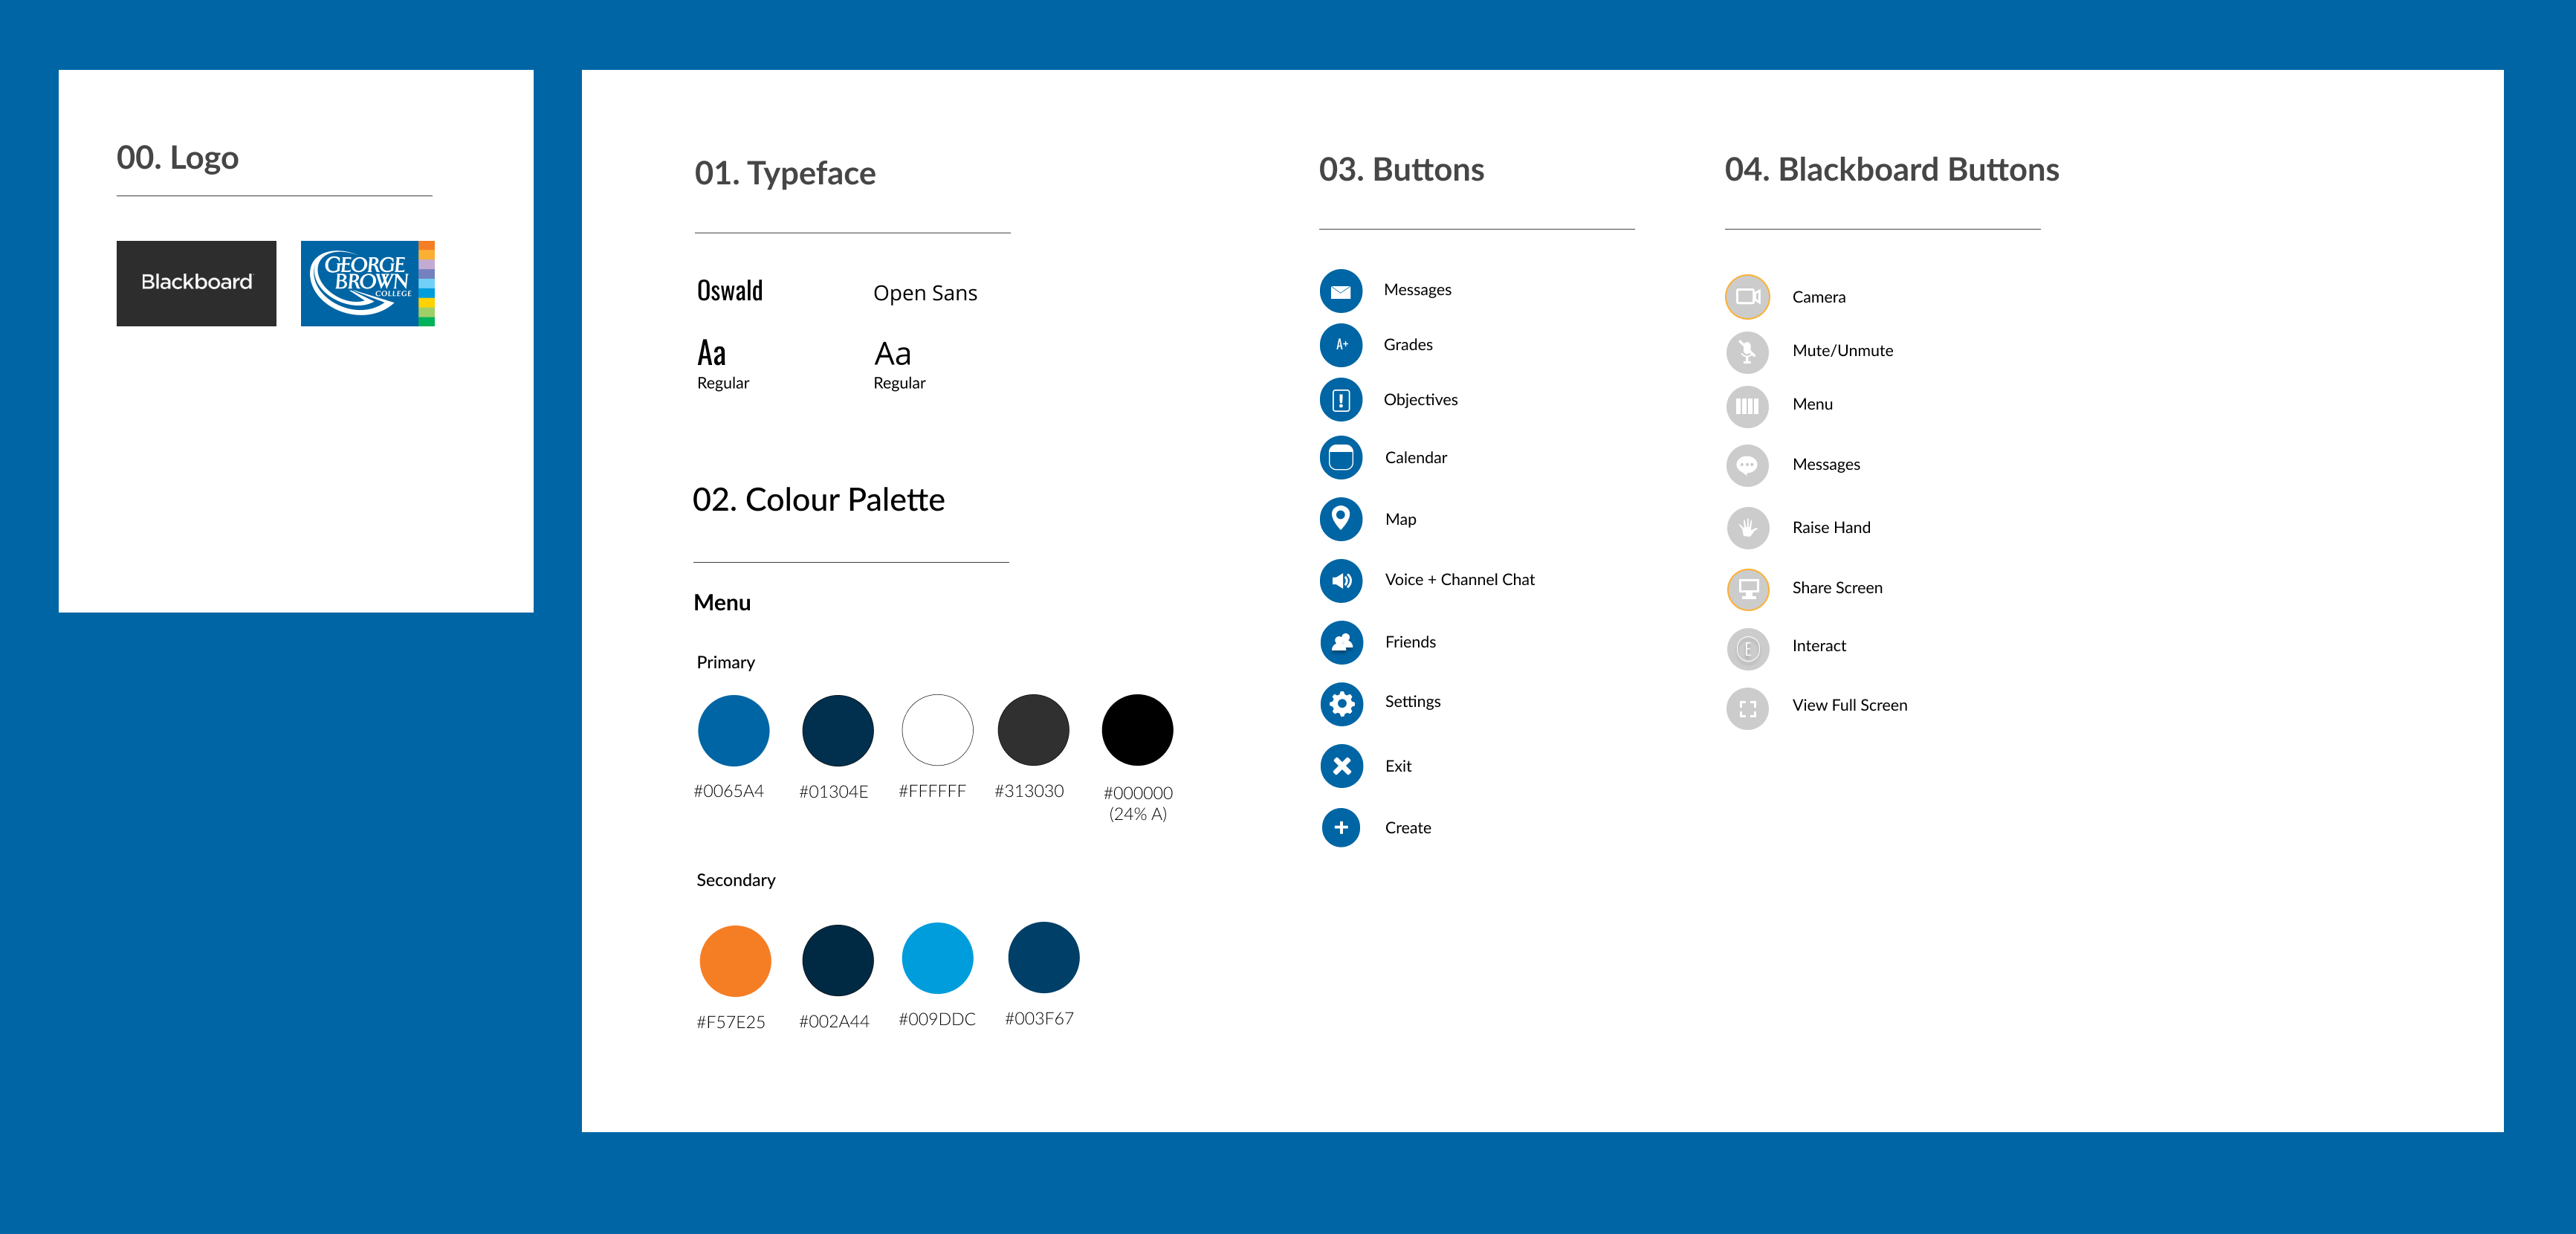 00. Logo
Blackboard
GEORGE
BROWN
COLLEGE
01. Typeface
Oswald
Open Sans
Aa
Aa
Regular
Regular
02. Colour Palette
Menu
Primary
#0065A4
#01304E
#FFFFFF
#313030
#000000
(24% A)
Secondary
#F57E25
#002A44
#009DDC
#003F67
03. Buttons
Messages
A+
Grades
Objectives
Calendar
Map
Voice + Channel Chat
Friends
Settings
Exit
Create
04. Blackboard Buttons
Camera
Mute/Unmute
Menu
Messages
Raise Hand
Share Screen
E
Interact
View Full Screen